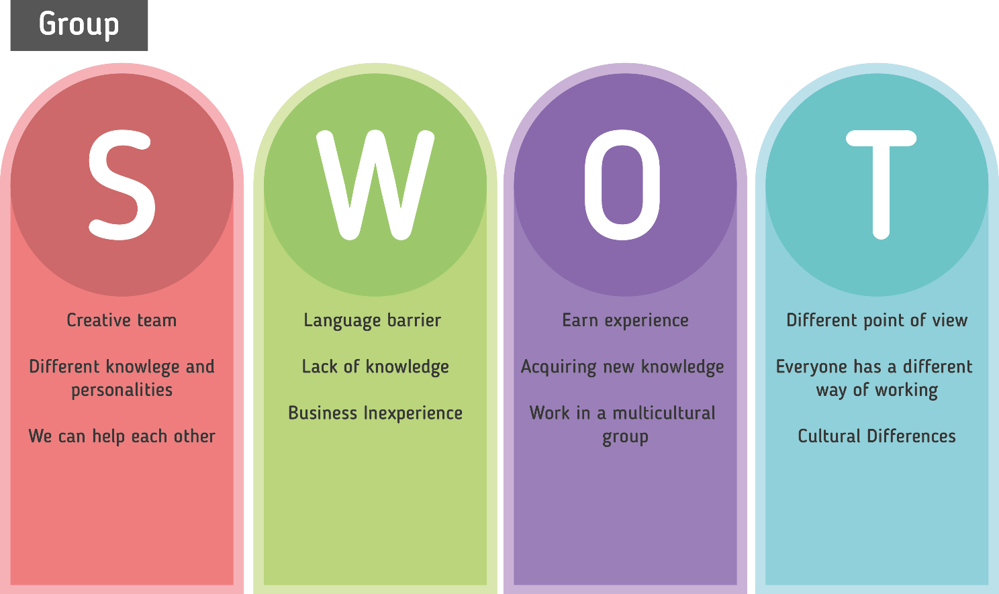 Group
S
Creative team
Different knowlege and
personalities
We can help each other
W
Language barrier
Lack of knowledge
Business Inexperience
O
Earn experience
Acquiring new knowledge
Work in a multicultural
group
T
Different point of view
Everyone has a different
way of working
Cultural Differences